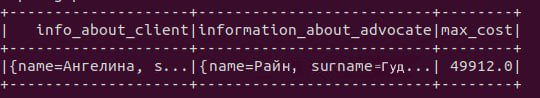 +--------------------+--------------------------+--------+
|   info_about_client|information_about_advocate|max_cost|
+--------------------+--------------------------+--------+
|{name=Ангелина, s...|{name=Райн, surname=Гуд...| 49912.0|
+--------------------+--------------------------+--------+